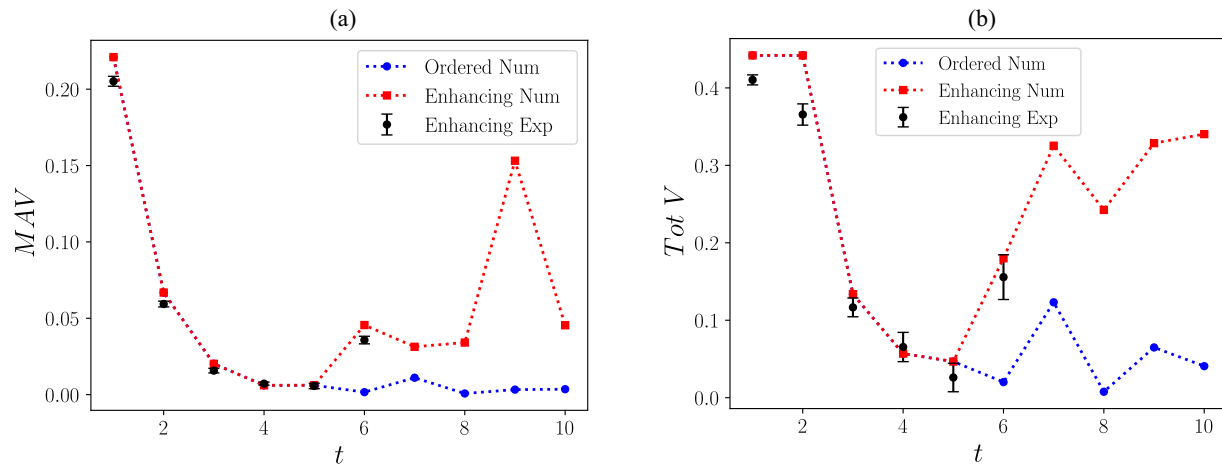 (a)
MAV
0.20
0.15
0.10
0.05
0.00
2
4
6
8
10
t
Ordered Num
Enhancing Num
Enhancing Exp
(b)
Tot V
0.4
0.3
0.2
0.1
0.0
2
4
6
8
10
t
Ordered Num
Enhancing Num
Enhancing Exp